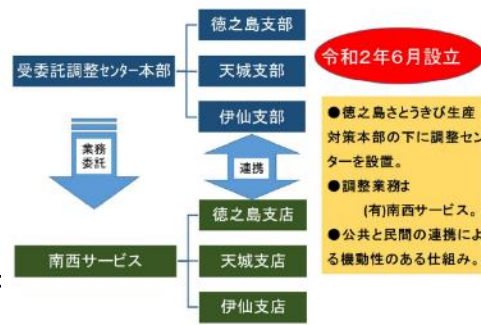 徳之島支部
受委託調整センター本部
天城支部
伊仙支部
令和2年6月設立
業務
委託
連携
●徳之島さとうきび生産
対策本部の下に調整セン
ターを設置。
●調整業務は
(有)南西サービス。
●公共と民間の連携によ
る機動性のある仕組み。
徳之島支店
南西サービス
天城支店
伊仙支店